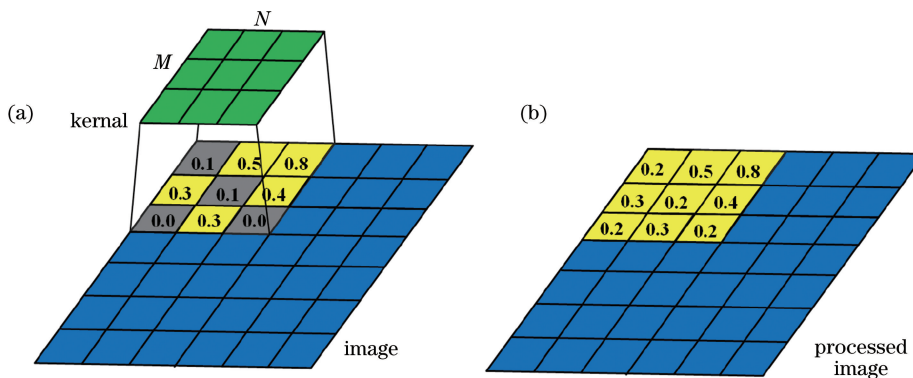 N
M
(a)
kernal
0.1 0.5 0.8
0.3 0.1 0.4
0.0 0.3 0.0
image
(b)
0.2 0.5 0.8
0.3 0.2 0.4
0.2 0.3 0.2
processed
image